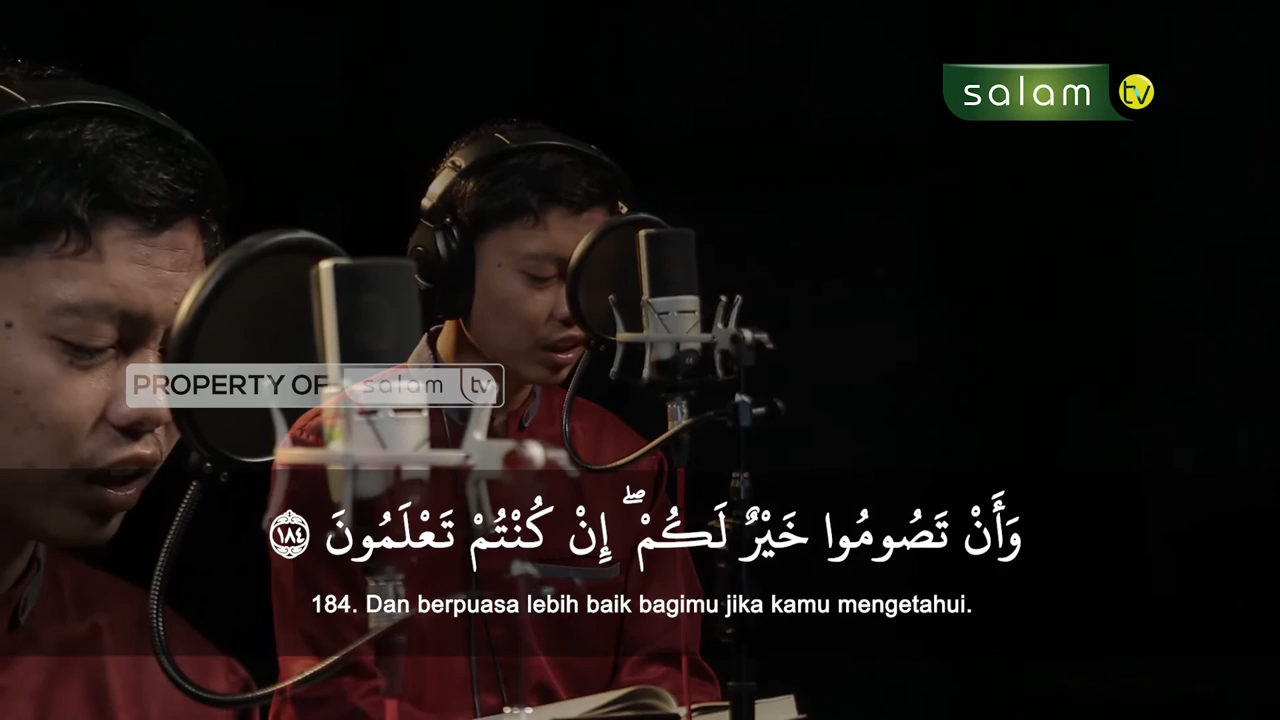 salam tv
PROPERTY OF salam tv
وَأَنْ تَصُومُوا خَيْرٌ لَكُمْ ۖ إِنْ كُنْتُمْ تَعْلَمُونَ ﴿١٨٤﴾
184. Dan berpuasa lebih baik bagimu jika kamu mengetahui.